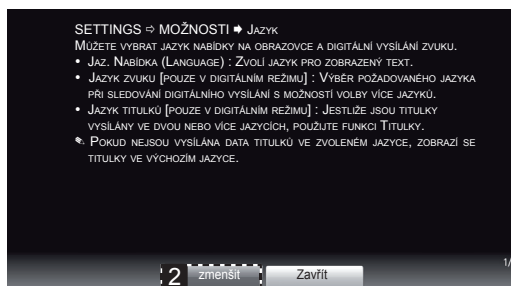 SETTINGS ⇨ MOŽNOSTI ➡ Jazyk
Můžete vybrat jazyk nabídky na obrazovce a digitální vysílání zvuku.
• Jaz. Nabídka (Language) : Zvolí jazyk pro zobrazený text.
• Jazyk zvuku [pouze v digitálním režimu] : Výběr požadovaného jazyka
při sledování digitálního vysílání s možností volby více jazyků.
• Jazyk titulků [pouze v digitálním režimu] : Jestliže jsou titulky
vysílány ve dvou nebo více jazycích, použijte funkci Titulky.
✎ Pokud nejsou vysílána data titulků ve zvoleném jazyce, zobrazí se
titulky ve výchozím jazyce.
1/
2 zmenšit Zavřít